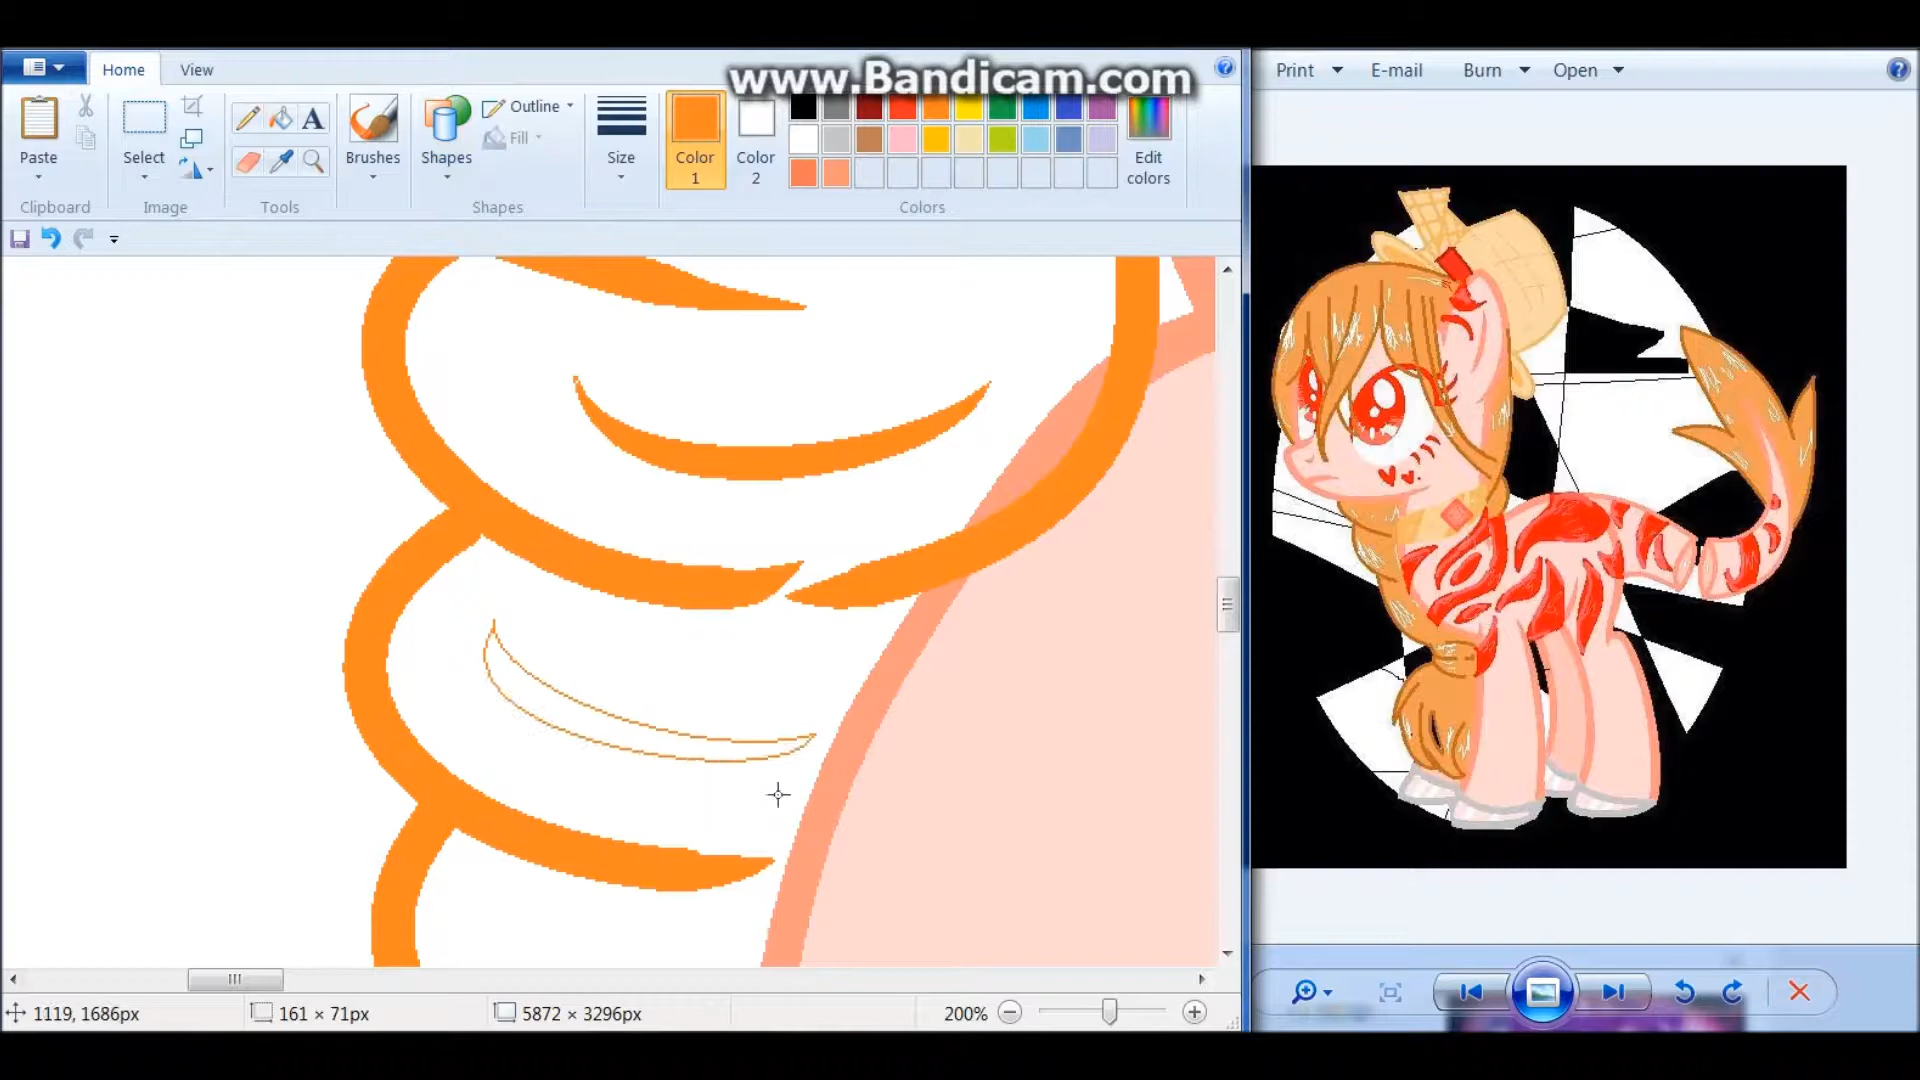 www.Bandicam.com
Home View
Print E-mail Burn Open
Paste
Select
Brushes
Shapes
Outline
Fill
Size
Color 1
Color 2
Edit colors
Clipboard Image Tools Shapes Colors
1119, 1686px 161 × 71px 5872 × 3296px 200%